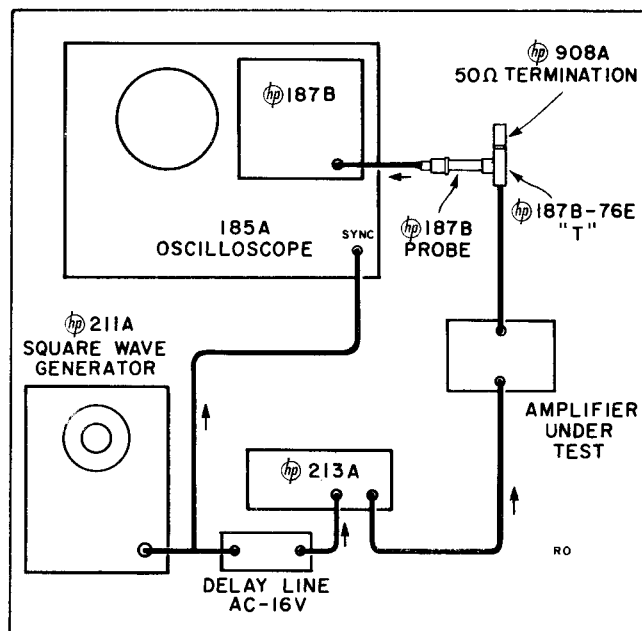 hp 908A
50Ω TERMINATION
hp 187B
hp 187B-76E
"T"
hp 187B
PROBE
185A
OSCILLOSCOPE
SYNC
hp 211A
SQUARE WAVE
GENERATOR
AMPLIFIER
UNDER
TEST
hp 213A
DELAY LINE
AC-16V
RO